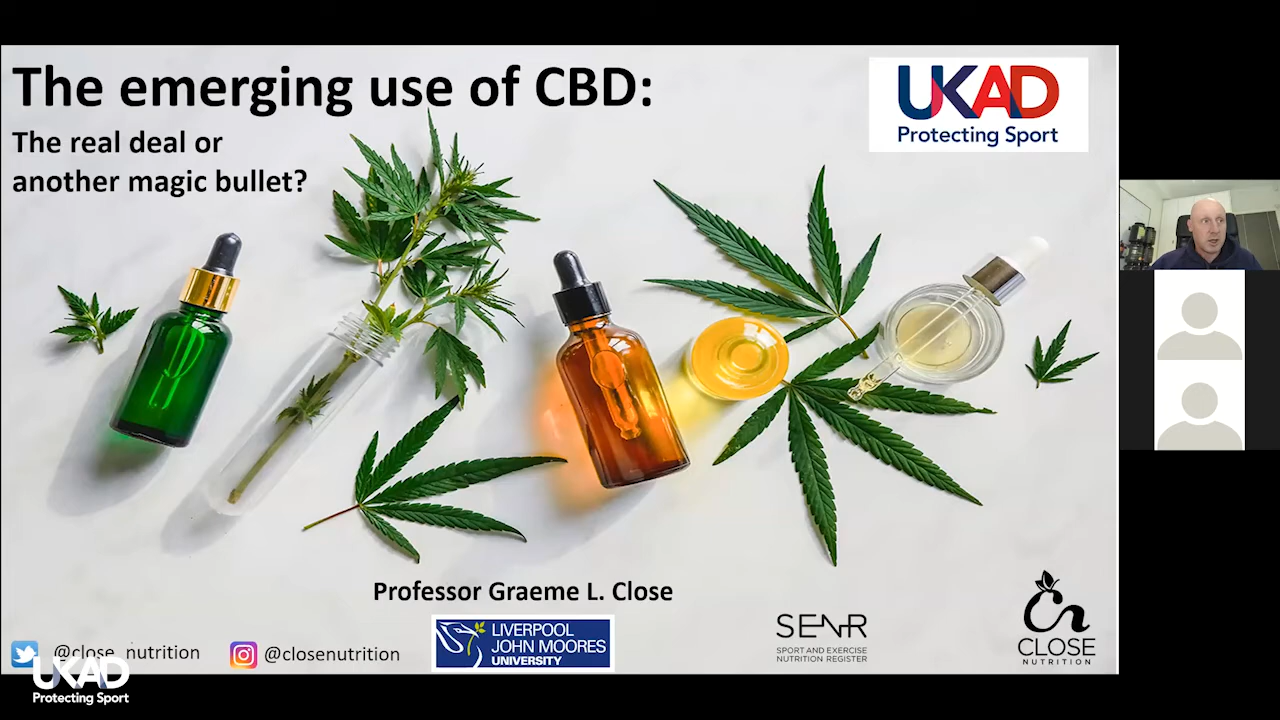 The emerging use of CBD:
The real deal or
another magic bullet?
UKAD
Protecting Sport
Professor Graeme L. Close
@close_nutrition
@closenutrition
LIVERPOOL
JOHN MOORES
UNIVERSITY
SENR
SPORT AND EXERCISE
NUTRITION REGISTER
CLOSE
NUTRITION
UKAD
Protecting Sport